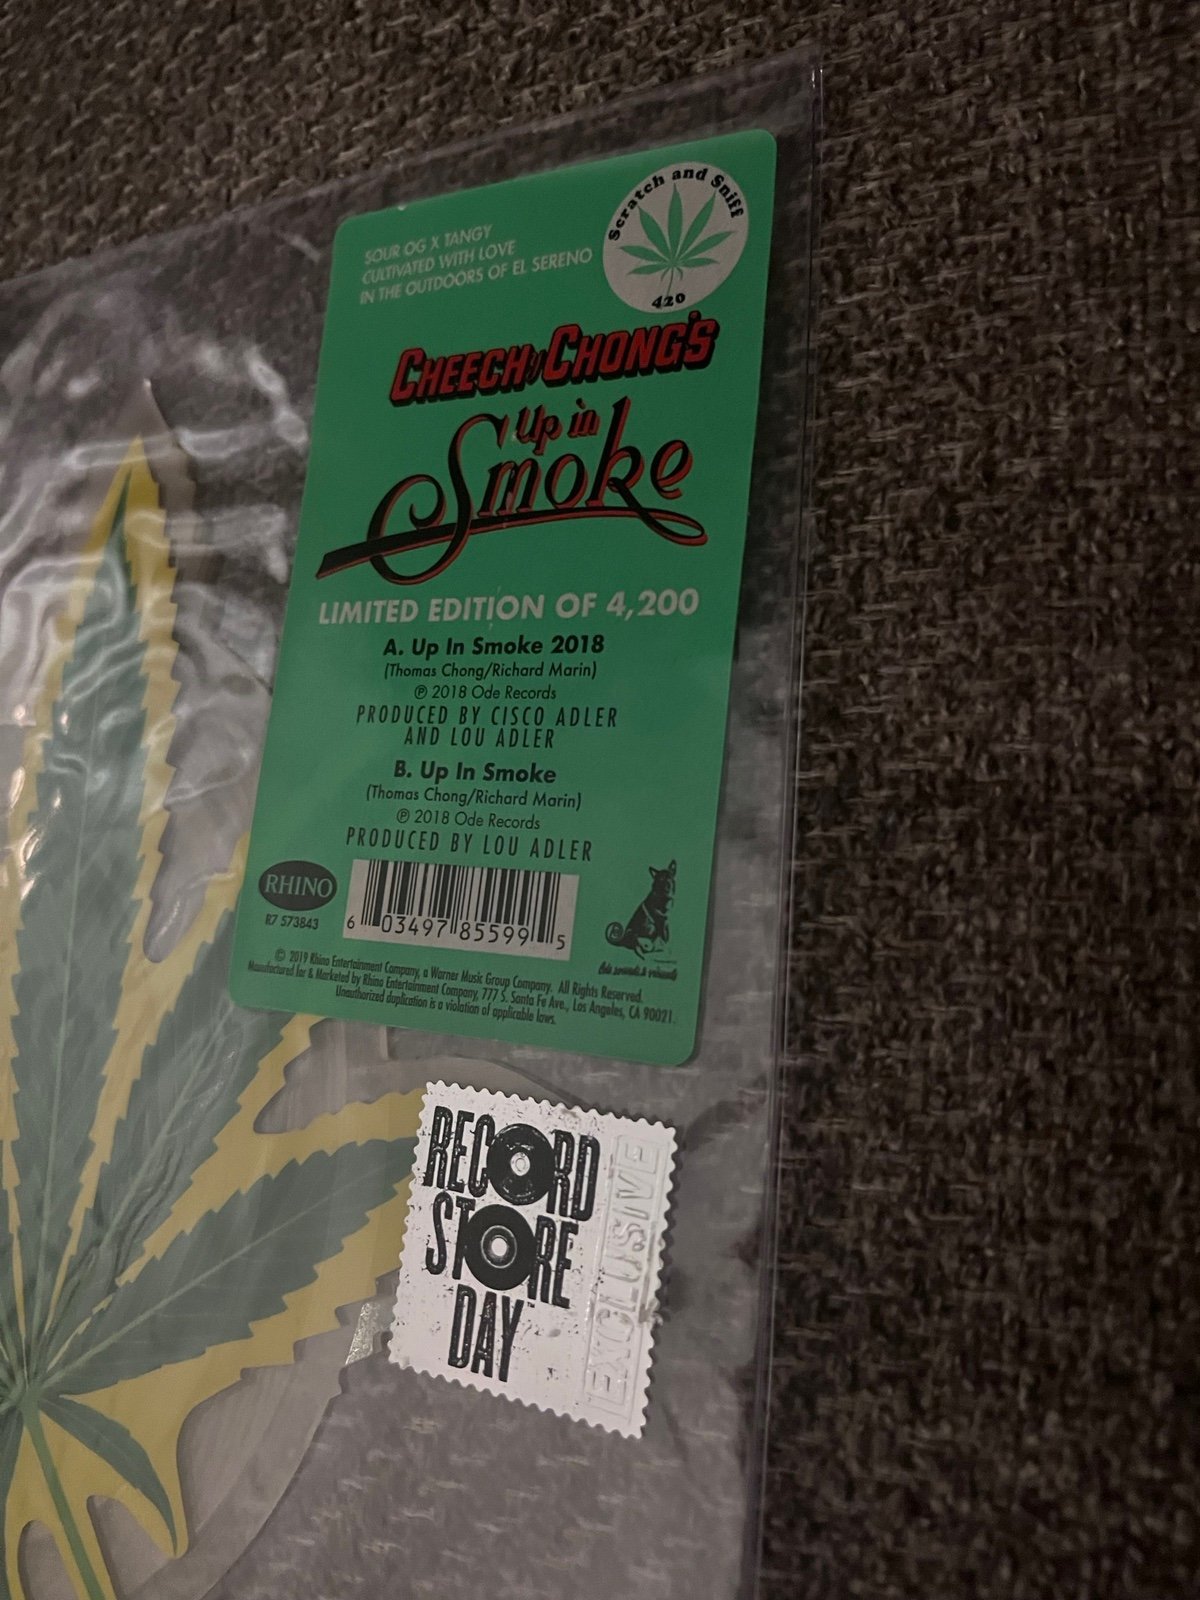 SOUR OG X TANGY
CULTIVATED WITH LOVE
IN THE OUTDOORS OF EL SERENO
Scratch and Sniff
420
CHEECH y CHONG'S
Up in
Smoke
LIMITED EDITION OF 4,200
A. Up In Smoke 2018
(Thomas Chong/Richard Marin)
℗ 2018 Ode Records
PRODUCED BY CISCO ADLER
AND LOU ADLER
B. Up In Smoke
(Thomas Chong/Richard Marin)
℗ 2018 Ode Records
PRODUCED BY LOU ADLER
RHINO
R7 573843
6 03497 85599 5
© 2019 Rhino Entertainment Company, a Warner Music Group Company. All Rights Reserved.
Manufactured for & Marketed by Rhino Entertainment Company, 777 S. Santa Fe Ave., Los Angeles, CA 90021.
Unauthorized duplication is a violation of applicable laws.
RECORD
STORE
DAY
EXCLUSIVE